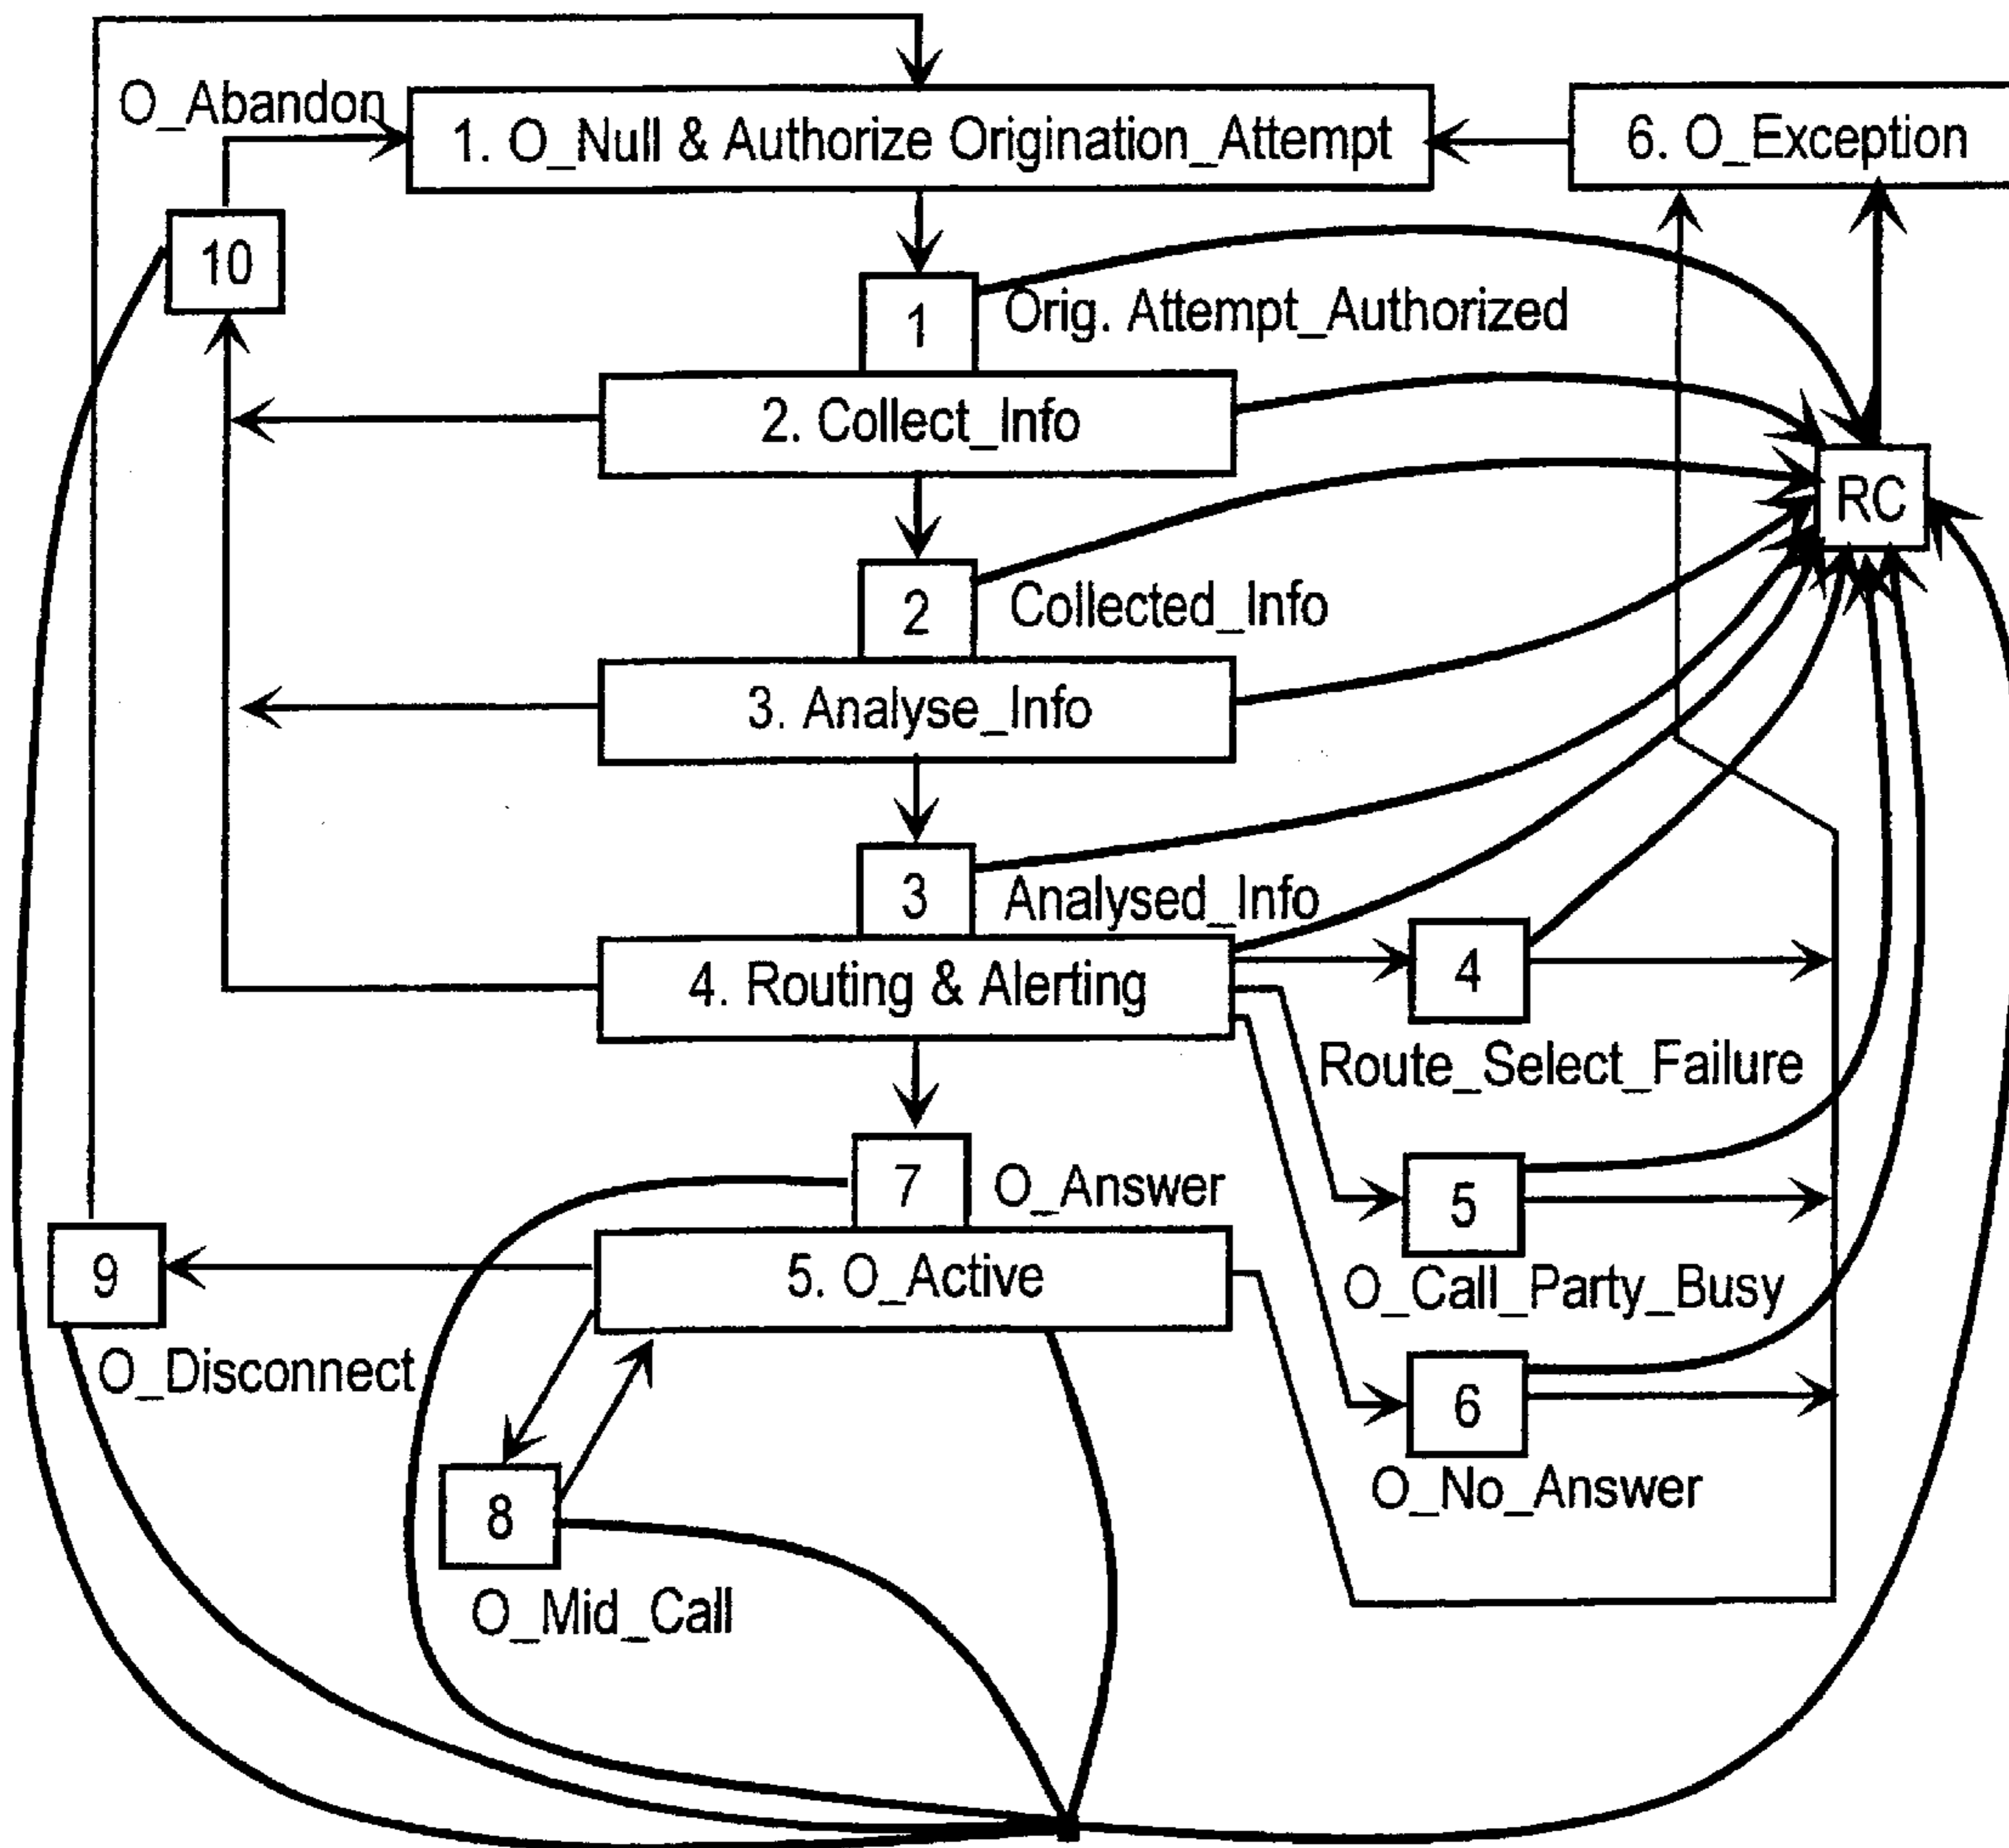 O_Abandon
1. O_Null & Authorize Origination_Attempt
6. O_Exception
10
1
Orig. Attempt_Authorized
2. Collect_Info
RC
2
Collected_Info
3. Analyse_Info
3
Analysed_Info
4. Routing & Alerting
4
Route_Select_Failure
7
O_Answer
5
9
5. O_Active
O_Call_Party_Busy
O_Disconnect
6
O_No_Answer
8
O_Mid_Call